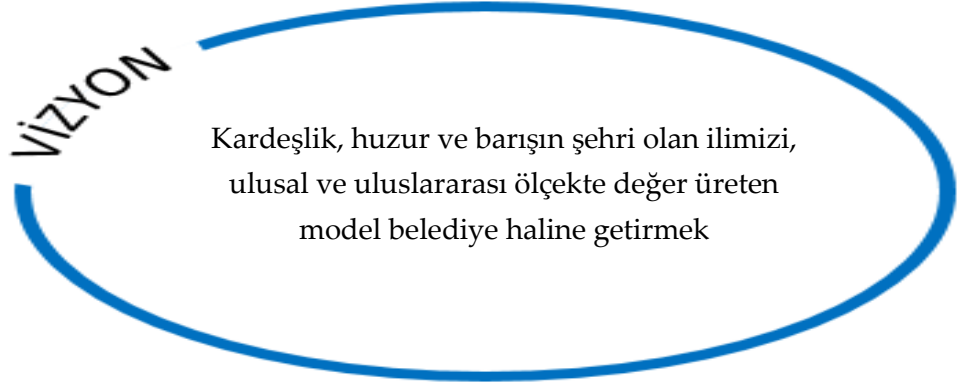 VİZYON
Kardeşlik, huzur ve barışın şehri olan ilimizi,
ulusal ve uluslararası ölçekte değer üreten
model belediye haline getirmek